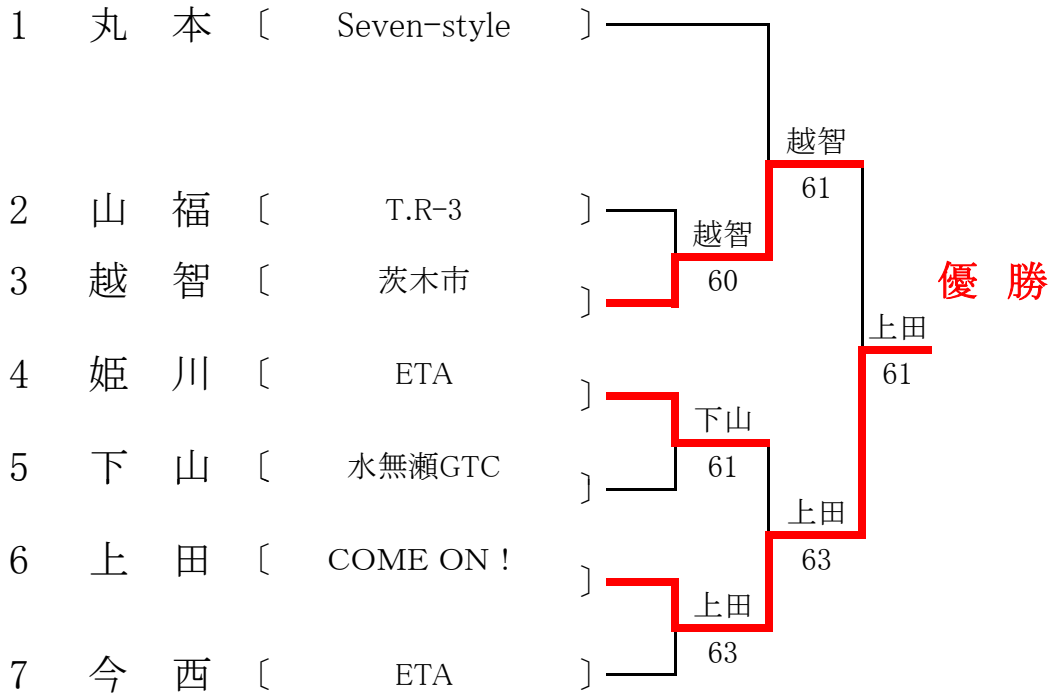 1 丸 本 〔 Seven-style 〕
越智
61
2 山 福 〔 T.R-3 〕
越智
60
3 越 智 〔 茨木市 〕
優 勝
上田
61
4 姫 川 〔 ETA 〕
下山
61
5 下 山 〔 水無瀬GTC 〕
上田
63
6 上 田 〔 COME ON ! 〕
上田
63
7 今 西 〔 ETA 〕